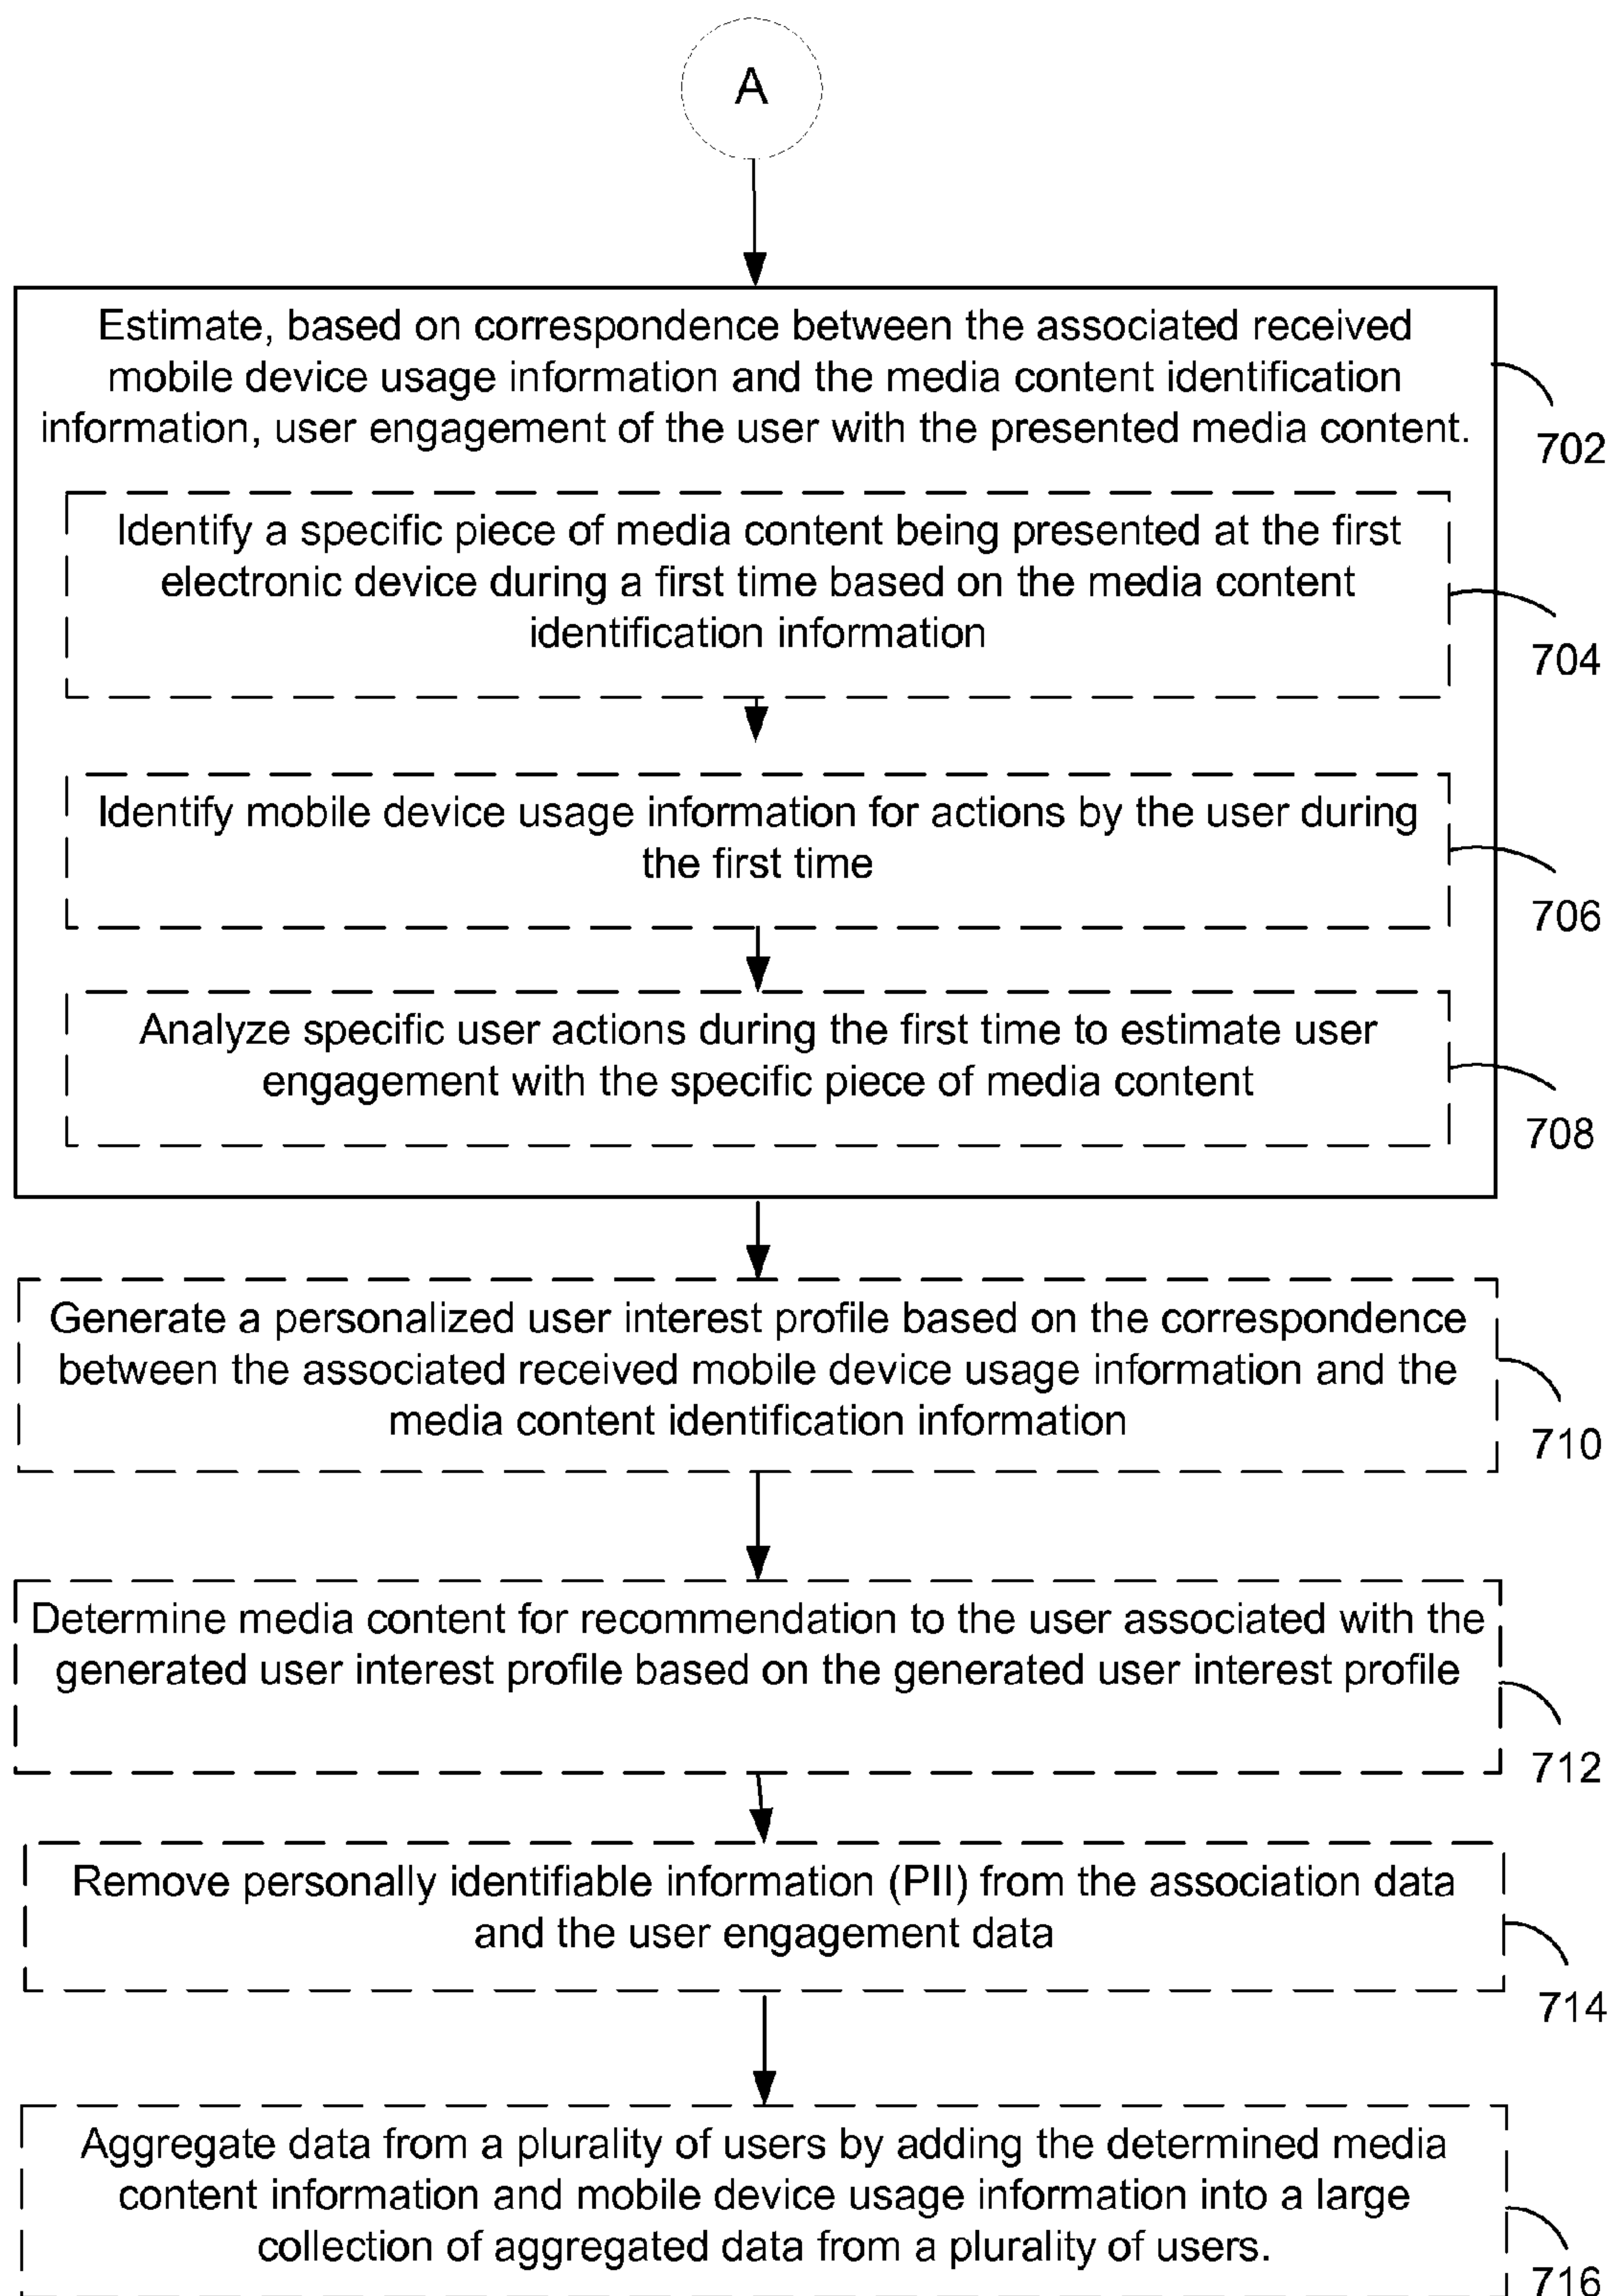 A
Estimate, based on correspondence between the associated received
mobile device usage information and the media content identification
information, user engagement of the user with the presented media content.
702
Identify a specific piece of media content being presented at the first
electronic device during a first time based on the media content
identification information
704
Identify mobile device usage information for actions by the user during
the first time
706
Analyze specific user actions during the first time to estimate user
engagement with the specific piece of media content
708
Generate a personalized user interest profile based on the correspondence
between the associated received mobile device usage information and the
media content identification information
710
Determine media content for recommendation to the user associated with the
generated user interest profile based on the generated user interest profile
712
Remove personally identifiable information (PII) from the association data
and the user engagement data
714
Aggregate data from a plurality of users by adding the determined media
content information and mobile device usage information into a large
collection of aggregated data from a plurality of users.
716